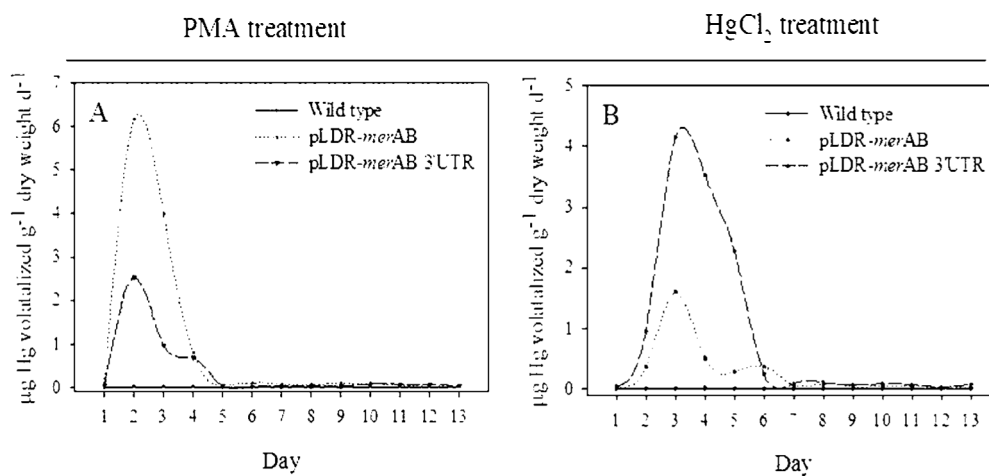 PMA treatment
HgCl₂ treatment
A
µg Hg volatalized g⁻¹ dry weight d⁻¹
7
6
5
4
3
2
1
0
Wild type
pLDR-merAB
pLDR-merAB 3'UTR
1 2 3 4 5 6 7 8 9 10 11 12 13
Day
B
µg Hg volatalized g⁻¹ dry weight d⁻¹
5
4
3
2
1
0
Wild type
pLDR-merAB
pLDR-merAB 3'UTR
1 2 3 4 5 6 7 8 9 10 11 12 13
Day